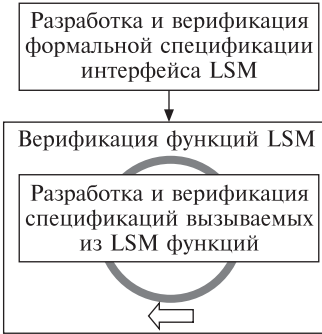 Разработка и верификация
формальной спецификации
интерфейса LSM
Верификация функций LSM
Разработка и верификация
спецификаций вызываемых
из LSM функций